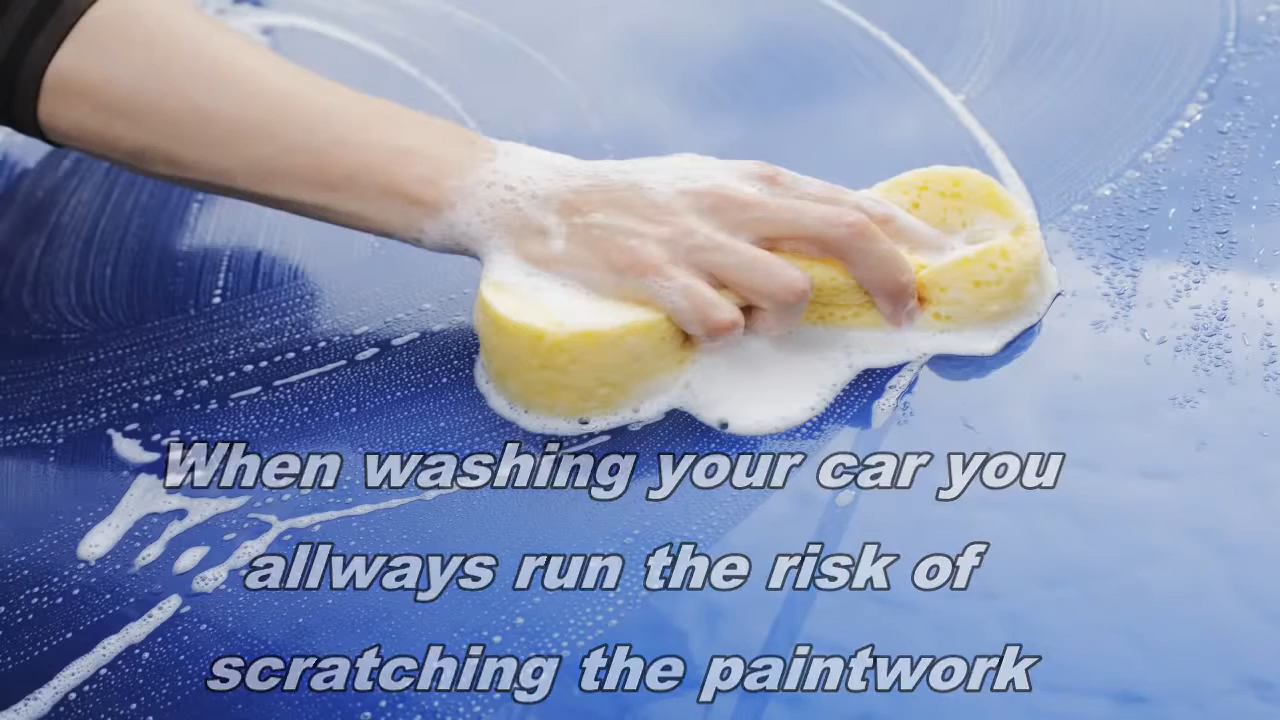 When washing your car you
allways run the risk of
scratching the paintwork